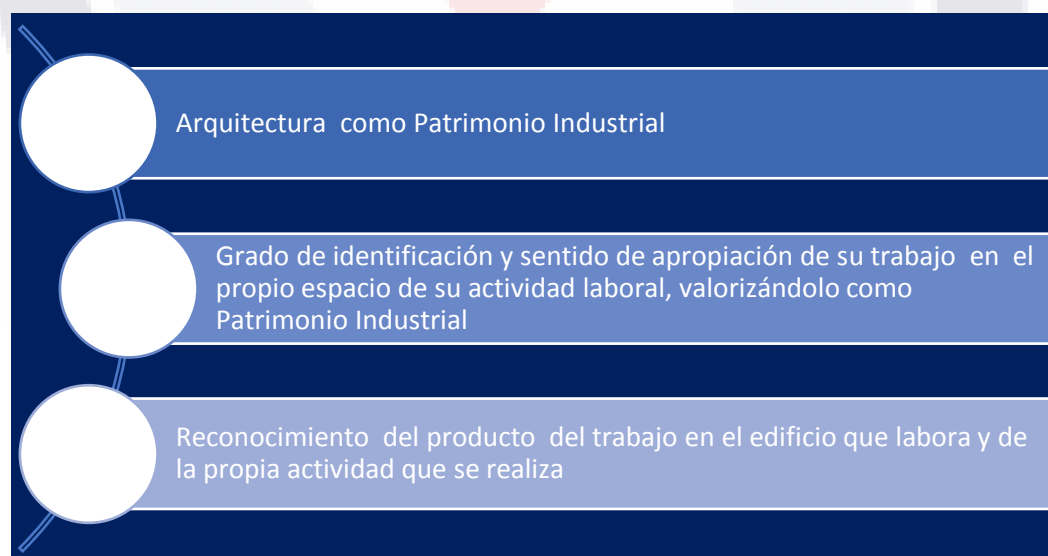 Arquitectura  como Patrimonio Industrial
Grado de identificación y sentido de apropiación de su trabajo  en  el
propio espacio de su actividad laboral, valorizándolo como
Patrimonio Industrial
Reconocimiento  del producto  del trabajo en el edificio que labora y de
la propia actividad que se realiza